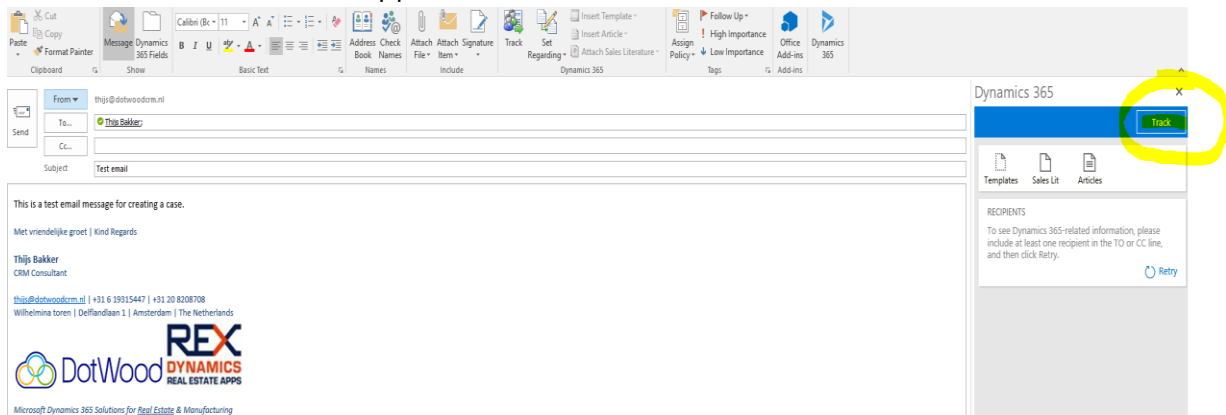 Cut
Copy
Format Painter
Paste
Clipboard
Message
Dynamics 365 Fields
Show
Calibri (Bc
11
B I U
Basic Text
Address Book
Check Names
Names
Attach File
Attach Item
Signature
Include
Track
Set Regarding
Insert Template
Insert Article
Attach Sales Literature
Dynamics 365
Assign Policy
Follow Up
High Importance
Low Importance
Tags
Office Add-ins
Dynamics 365
Add-ins
Send
From
thijs@dotwoodcrm.nl
To...
Thijs Bakker;
Cc...
Subject
Test email
This is a test email message for creating a case.
Met vriendelijke groet | Kind Regards
Thijs Bakker
CRM Consultant
thijs@dotwoodcrm.nl | +31 6 19315447 | +31 20 8208708
Wilhelmina toren | Delflandlaan 1 | Amsterdam | The Netherlands
DotWood
REX
DYNAMICS
REAL ESTATE APPS
Microsoft Dynamics 365 Solutions for Real Estate & Manufacturing
Dynamics 365
X
Track
Templates
Sales Lit
Articles
RECIPIENTS
To see Dynamics 365-related information, please
include at least one recipient in the TO or CC line,
and then click Retry.
Retry